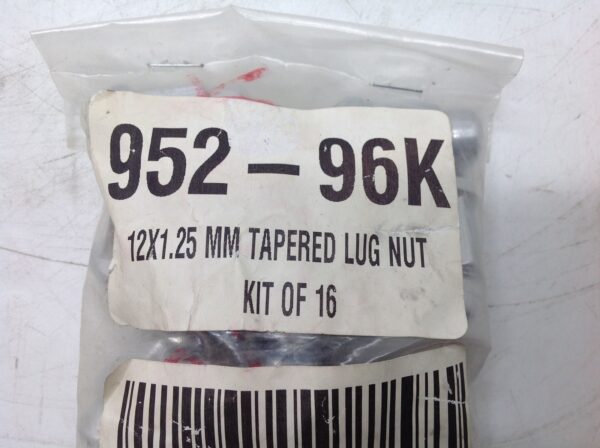 952 – 96K
12X1.25 MM TAPERED LUG NUT
KIT OF 16